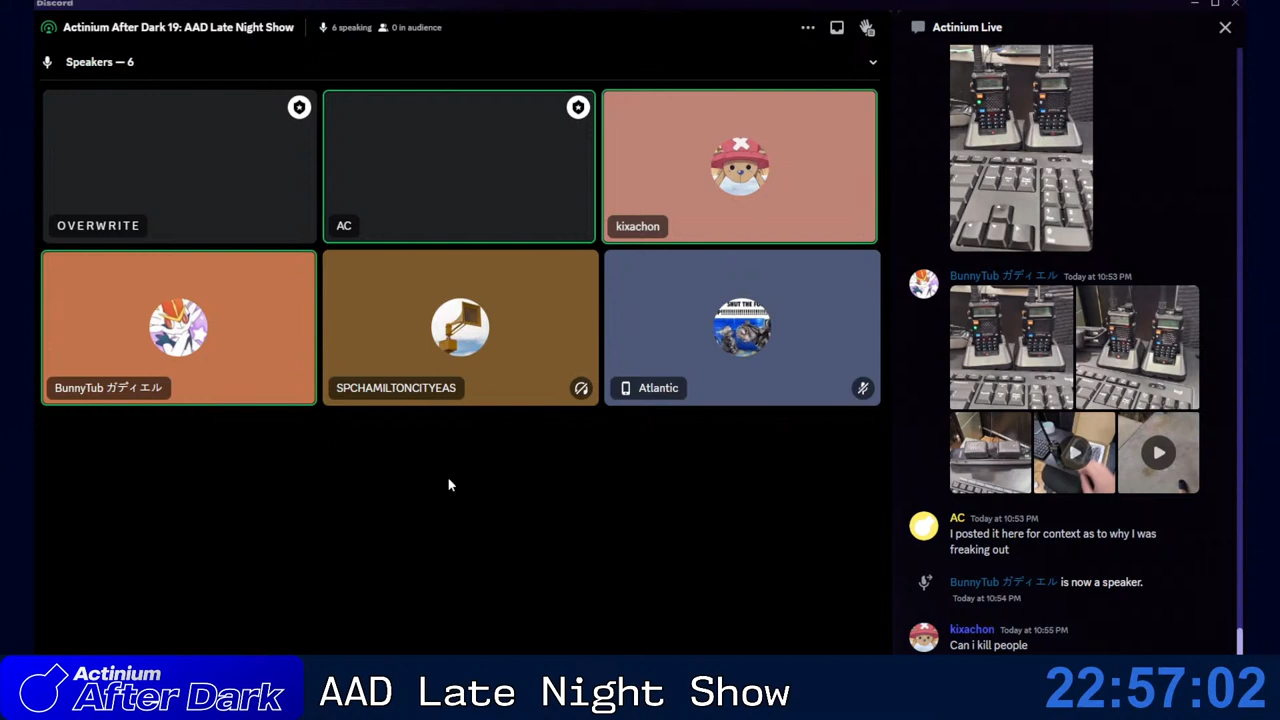 Discord
Actinium After Dark 19: AAD Late Night Show
6 speaking
0 in audience
Speakers — 6
OVERWRITE
AC
kixachon
BunnyTub ガディエル
SPCHAMILTONCITYEAS
Atlantic
Actinium Live
BunnyTub ガディエル Today at 10:53 PM
AC Today at 10:53 PM
I posted it here for context as to why I was
freaking out
BunnyTub ガディエル is now a speaker.
Today at 10:54 PM
kixachon Today at 10:55 PM
Can i kill people
Actinium
After Dark
AAD Late Night Show
22:57:02